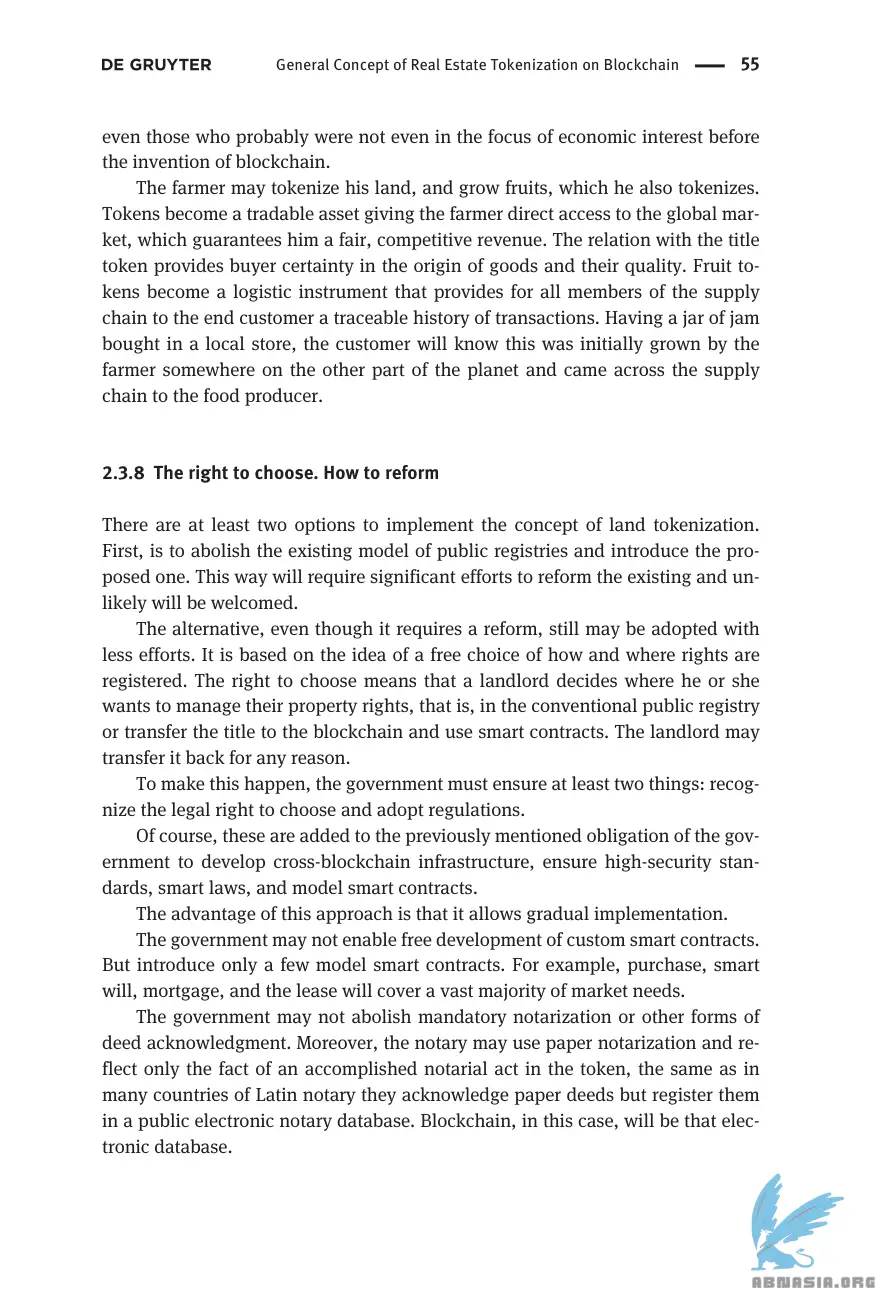 DE GRUYTER General Concept of Real Estate Tokenization on Blockchain — 55
even those who probably were not even in the focus of economic interest before
the invention of blockchain.
The farmer may tokenize his land, and grow fruits, which he also tokenizes.
Tokens become a tradable asset giving the farmer direct access to the global mar-
ket, which guarantees him a fair, competitive revenue. The relation with the title
token provides buyer certainty in the origin of goods and their quality. Fruit to-
kens become a logistic instrument that provides for all members of the supply
chain to the end customer a traceable history of transactions. Having a jar of jam
bought in a local store, the customer will know this was initially grown by the
farmer somewhere on the other part of the planet and came across the supply
chain to the food producer.
2.3.8 The right to choose. How to reform
There are at least two options to implement the concept of land tokenization.
First, is to abolish the existing model of public registries and introduce the pro-
posed one. This way will require significant efforts to reform the existing and un-
likely will be welcomed.
The alternative, even though it requires a reform, still may be adopted with
less efforts. It is based on the idea of a free choice of how and where rights are
registered. The right to choose means that a landlord decides where he or she
wants to manage their property rights, that is, in the conventional public registry
or transfer the title to the blockchain and use smart contracts. The landlord may
transfer it back for any reason.
To make this happen, the government must ensure at least two things: recog-
nize the legal right to choose and adopt regulations.
Of course, these are added to the previously mentioned obligation of the gov-
ernment to develop cross-blockchain infrastructure, ensure high-security stan-
dards, smart laws, and model smart contracts.
The advantage of this approach is that it allows gradual implementation.
The government may not enable free development of custom smart contracts.
But introduce only a few model smart contracts. For example, purchase, smart
will, mortgage, and the lease will cover a vast majority of market needs.
The government may not abolish mandatory notarization or other forms of
deed acknowledgment. Moreover, the notary may use paper notarization and re-
flect only the fact of an accomplished notarial act in the token, the same as in
many countries of Latin notary they acknowledge paper deeds but register them
in a public electronic notary database. Blockchain, in this case, will be that elec-
tronic database.
ABNASIA.ORG